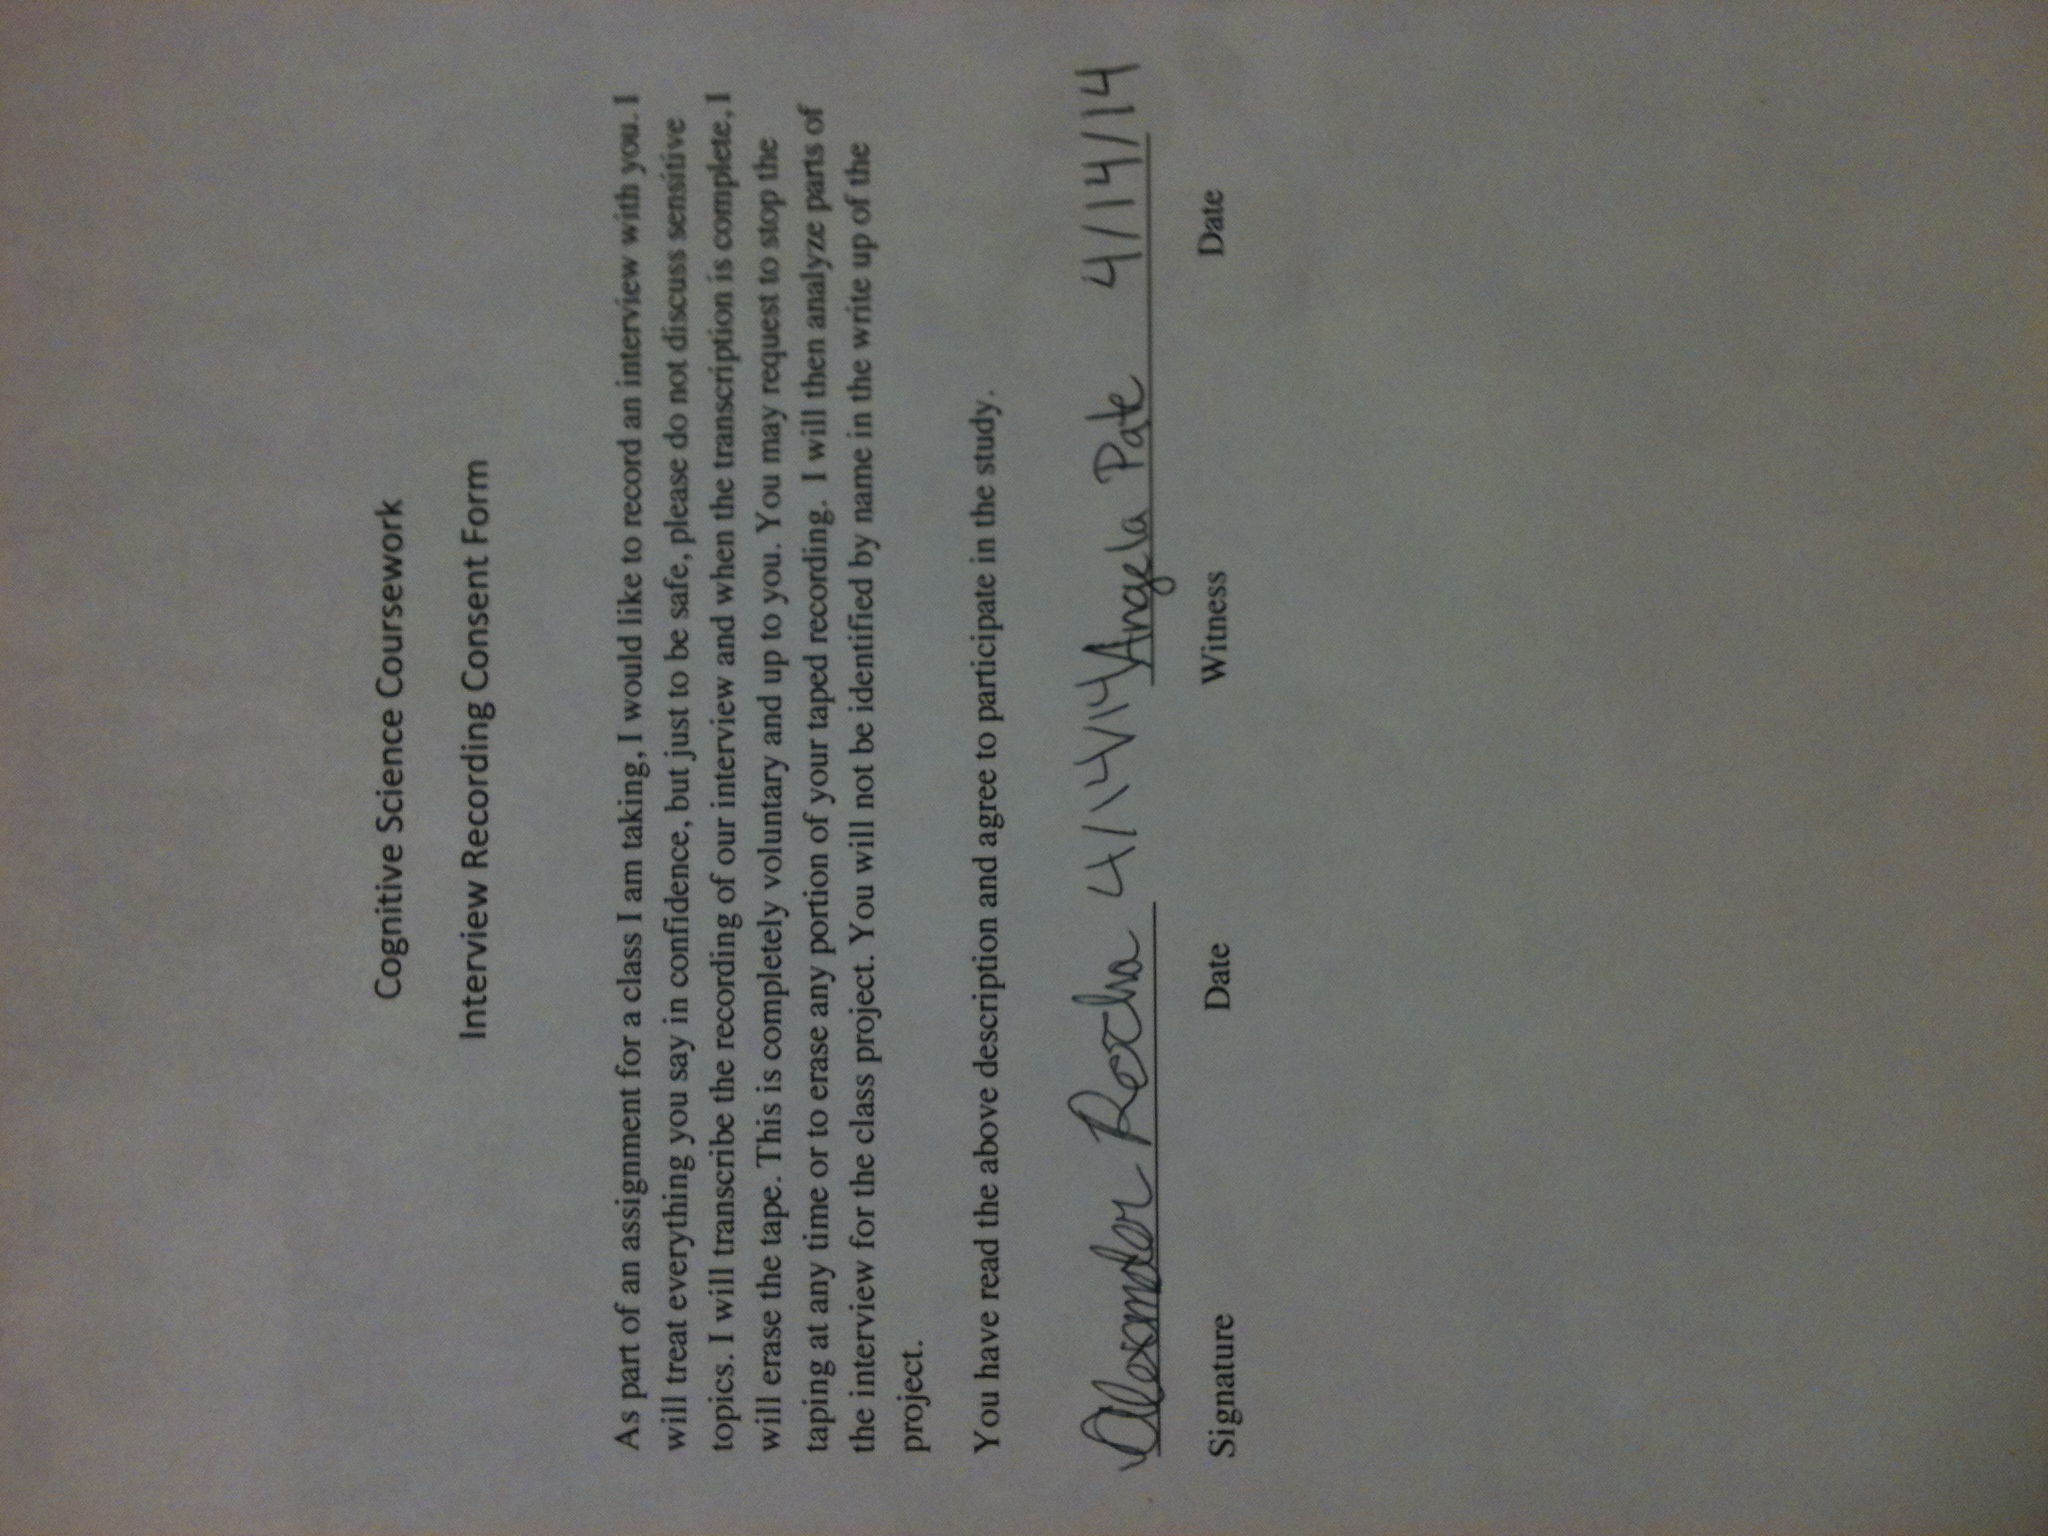 Cognitive Science Coursework
Interview Recording Consent Form
As part of an assignment for a class I am taking, I would like to record an interview with you. I
will treat everything you say in confidence, but just to be safe, please do not discuss sensitive
topics. I will transcribe the recording of our interview and when the transcription is complete, I
will erase the tape. This is completely voluntary and up to you. You may request to stop the
taping at any time or to erase any portion of your taped recording. I will then analyze parts of
the interview for the class project. You will not be identified by name in the write up of the
project.
You have read the above description and agree to participate in the study.
Alexander Rocha 4/14/14 Angela Pate 4/14/14
Signature Date Witness Date